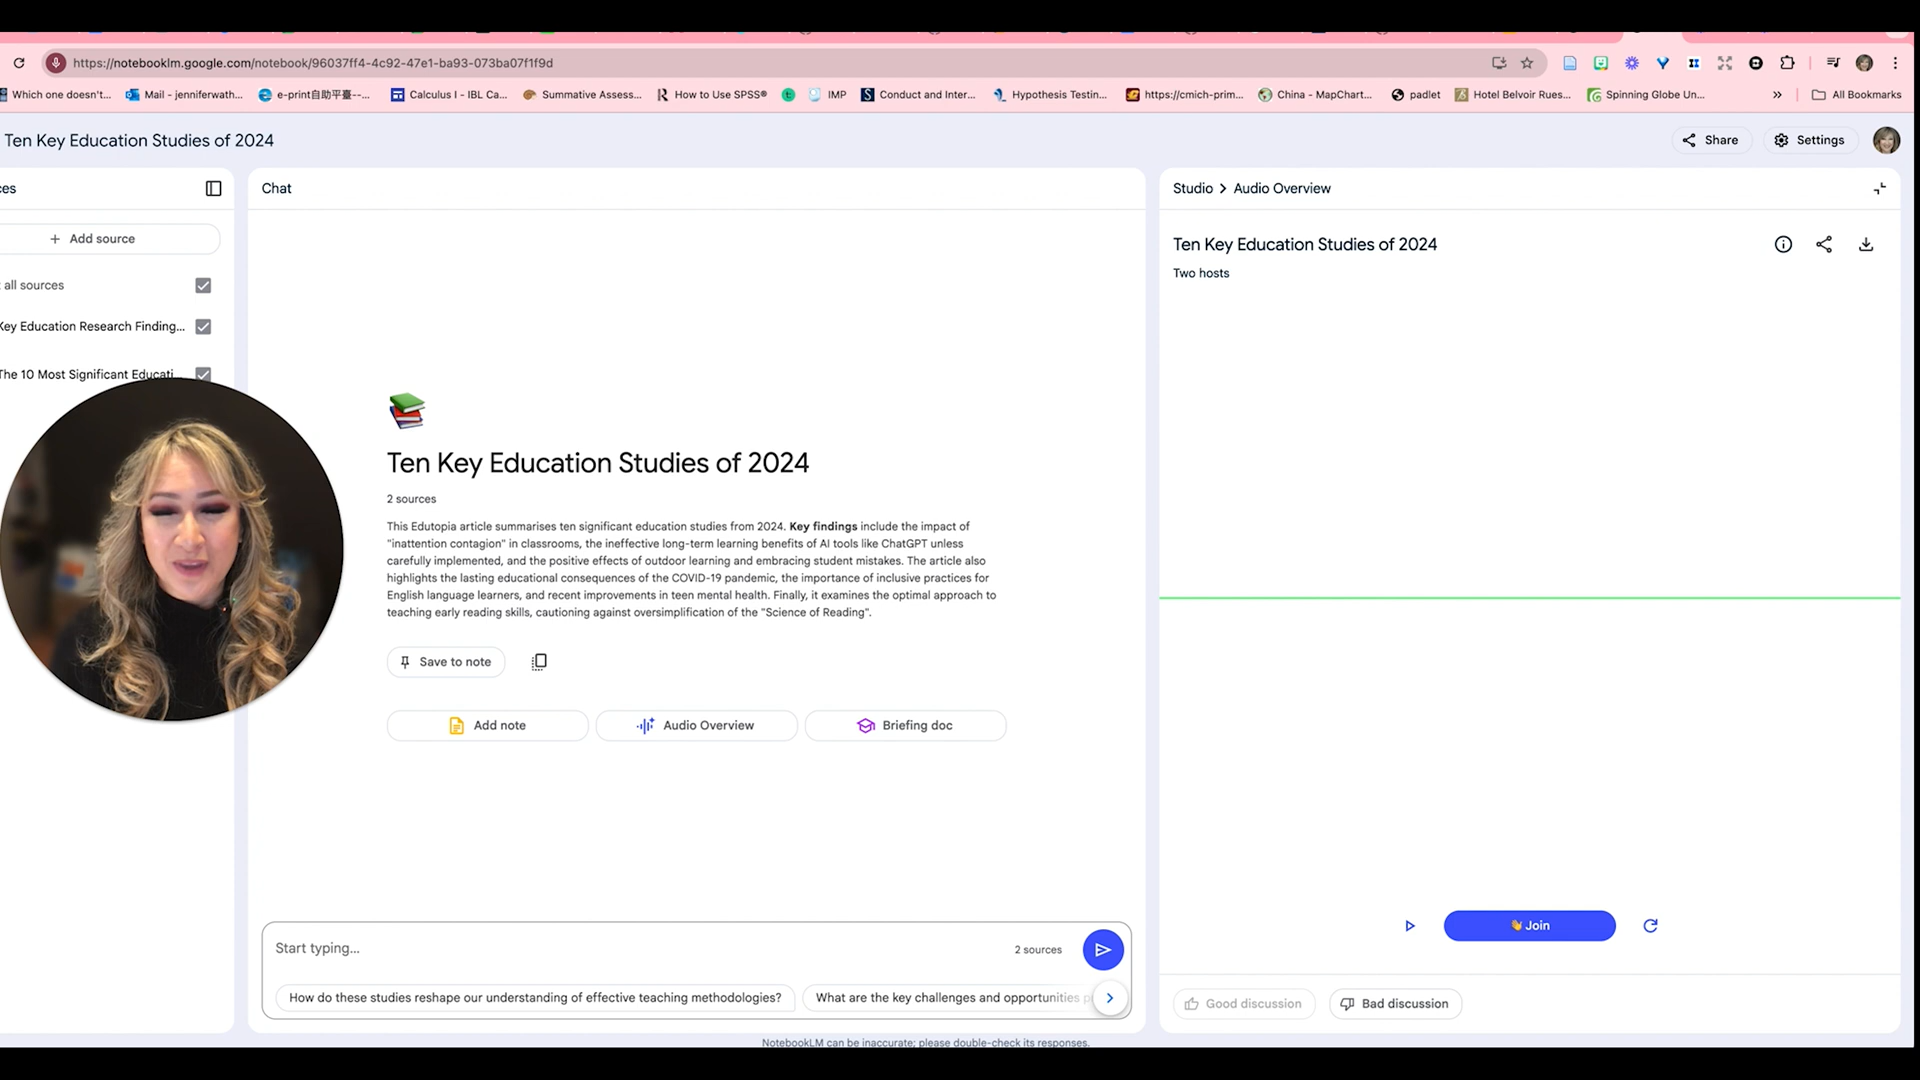 https://notebooklm.google.com/notebook/96037ff4-4c92-47e1-ba93-073ba07f1f9d
Which one doesn't... Mail - jenniferwath... e-print自助平臺--... Calculus I - IBL Ca... Summative Assess... How to Use SPSS® IMP Conduct and Inter... Hypothesis Testin... https://cmich-prim... China - MapChart... padlet Hotel Belvoir Rues... Spinning Globe Un... » All Bookmarks
Ten Key Education Studies of 2024
Share
Settings
ces
+ Add source
t all sources
Key Education Research Finding...
The 10 Most Significant Educati...
Chat
Ten Key Education Studies of 2024
2 sources
This Edutopia article summarises ten significant education studies from 2024. Key findings include the impact of
"inattention contagion" in classrooms, the ineffective long-term learning benefits of AI tools like ChatGPT unless
carefully implemented, and the positive effects of outdoor learning and embracing student mistakes. The article also
highlights the lasting educational consequences of the COVID-19 pandemic, the importance of inclusive practices for
English language learners, and recent improvements in teen mental health. Finally, it examines the optimal approach to
teaching early reading skills, cautioning against oversimplification of the "Science of Reading".
Save to note
Add note
Audio Overview
Briefing doc
Start typing...
2 sources
How do these studies reshape our understanding of effective teaching methodologies?
What are the key challenges and opportunities p
NotebookLM can be inaccurate; please double-check its responses.
Studio > Audio Overview
Ten Key Education Studies of 2024
Two hosts
👋 Join
Good discussion
Bad discussion